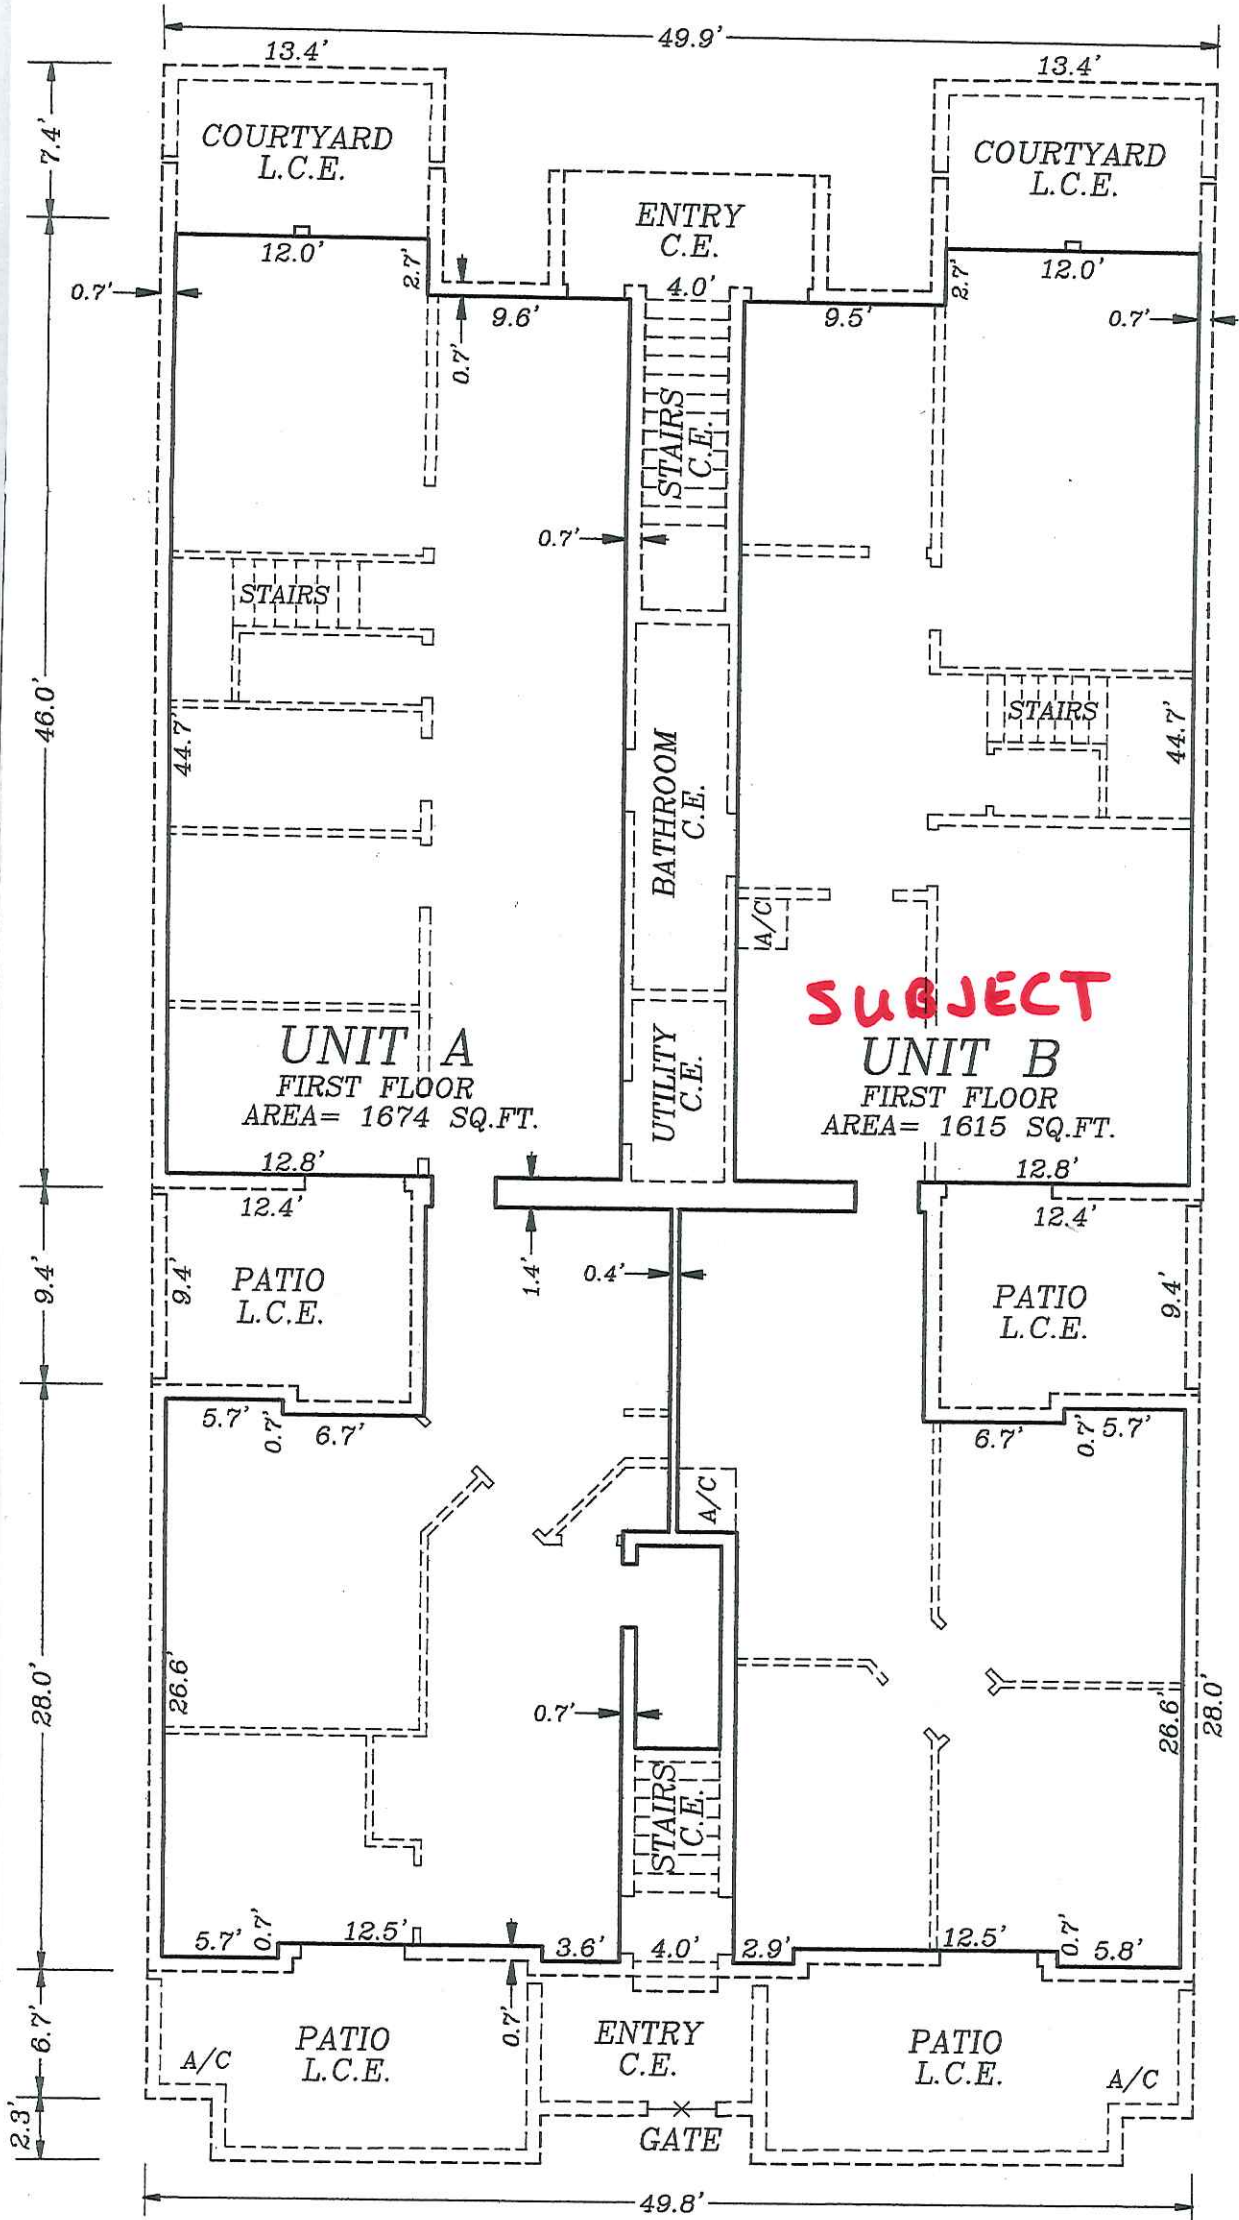 49.9'
13.4'
13.4'
7.4'
COURTYARD
L.C.E.
COURTYARD
L.C.E.
ENTRY
C.E.
12.0'
2.7'
4.0'
2.7'
12.0'
0.7'
9.6'
9.5'
0.7'
0.7'
STAIRS
C.E.
0.7'
STAIRS
46.0'
44.7'
STAIRS
44.7'
BATHROOM
C.E.
A/C
SUBJECT
UNIT A
FIRST FLOOR
AREA= 1674 SQ.FT.
UTILITY
C.E.
UNIT B
FIRST FLOOR
AREA= 1615 SQ.FT.
12.8'
12.8'
12.4'
12.4'
9.4'
9.4'
PATIO
L.C.E.
1.4'
0.4'
PATIO
L.C.E.
9.4'
5.7'
0.7'
6.7'
6.7'
0.7'
5.7'
A/C
28.0'
26.6'
0.7'
26.6'
28.0'
STAIRS
C.E.
5.7'
0.7'
12.5'
3.6'
4.0'
2.9'
12.5'
0.7'
5.8'
6.7'
0.7'
A/C
PATIO
L.C.E.
ENTRY
C.E.
PATIO
L.C.E.
A/C
2.3'
GATE
49.8'